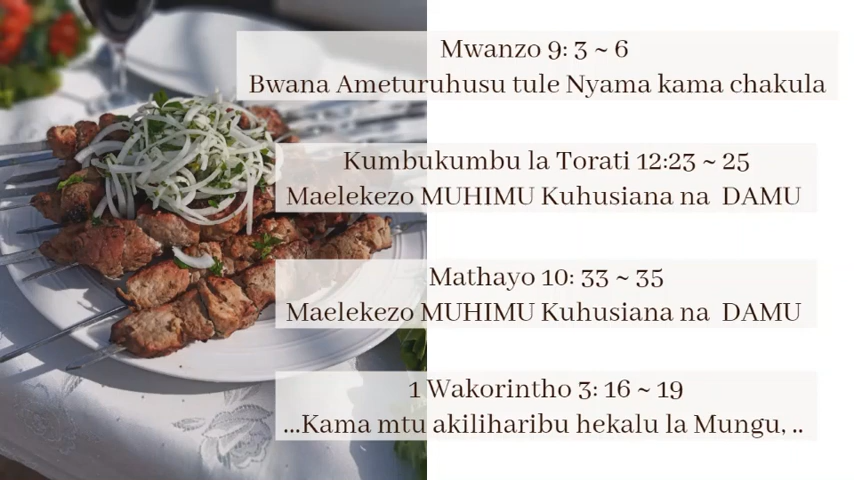 Mwanzo 9: 3 ~ 6
Bwana Ameturuhusu tule Nyama kama chakula
Kumbukumbu la Torati 12:23 ~ 25
Maelekezo MUHIMU Kuhusiana na DAMU
Mathayo 10: 33 ~ 35
Maelekezo MUHIMU Kuhusiana na DAMU
1 Wakorintho 3: 16 ~ 19
...Kama mtu akiliharibu hekalu la Mungu, ..